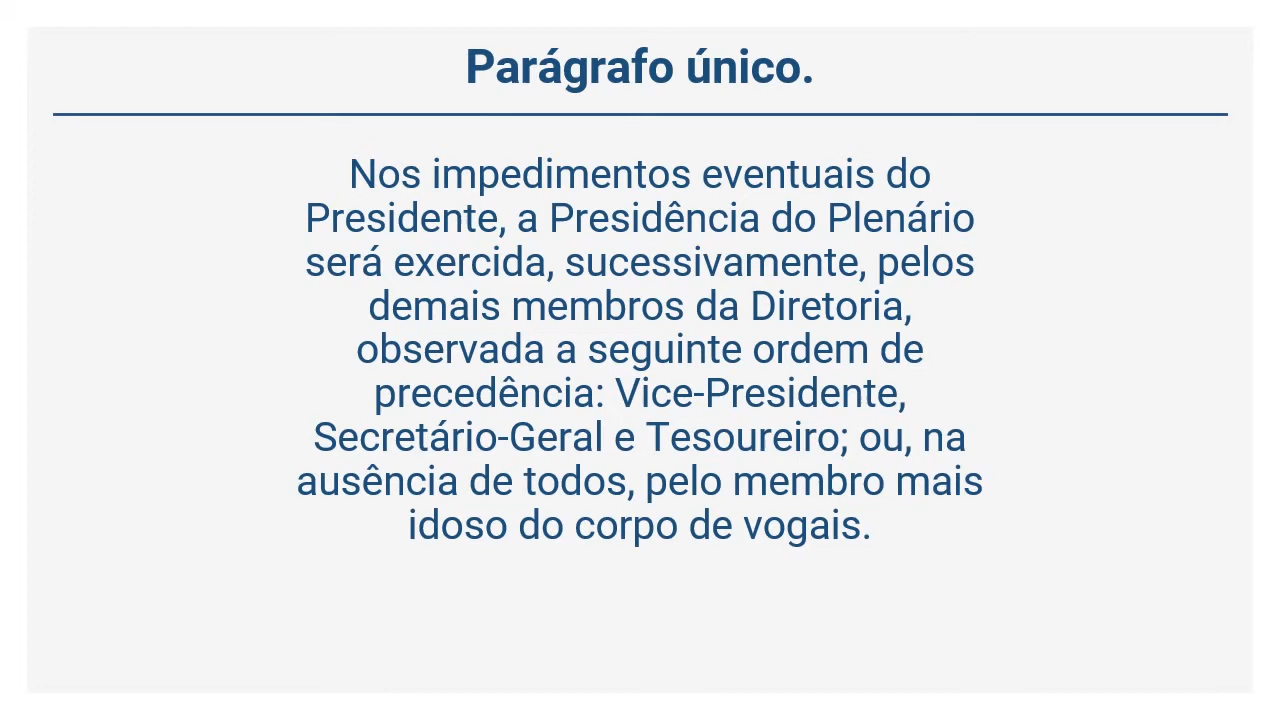 Parágrafo único.
Nos impedimentos eventuais do
Presidente, a Presidência do Plenário
será exercida, sucessivamente, pelos
demais membros da Diretoria,
observada a seguinte ordem de
precedência: Vice-Presidente,
Secretário-Geral e Tesoureiro; ou, na
ausência de todos, pelo membro mais
idoso do corpo de vogais.